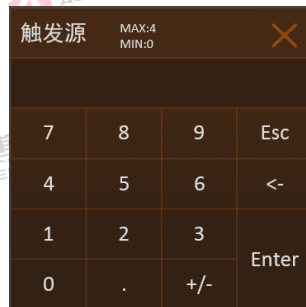 触发源
MAX:4
MIN:0
7 8 9 Esc
4 5 6 <-
1 2 3
Enter
0 . +/-